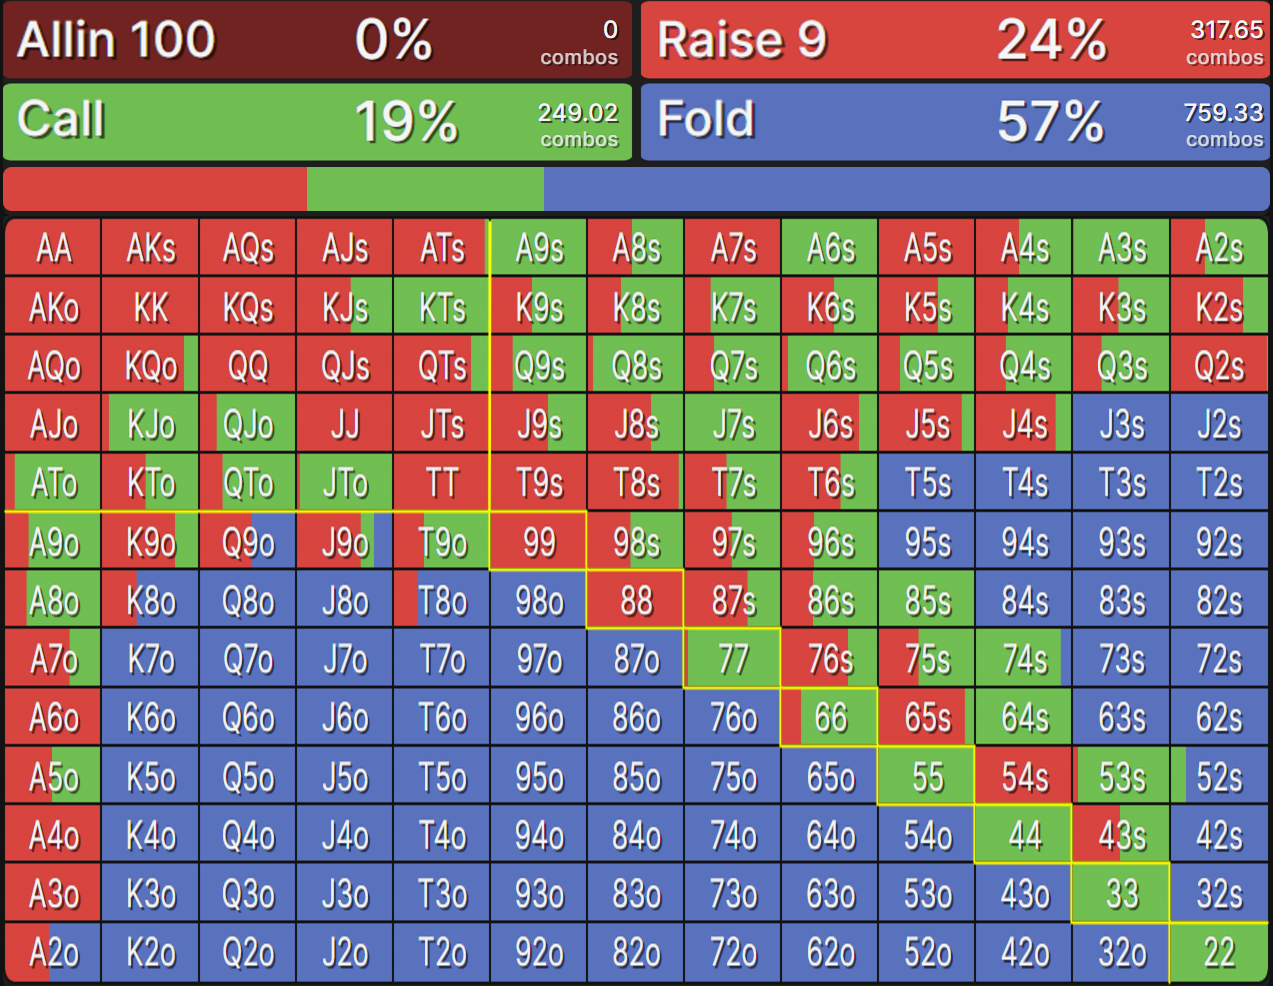 Allin 100 0% 0 combos
Raise 9 24% 317.65 combos
Call 19% 249.02 combos
Fold 57% 759.33 combos
AA AKs AQs AJs ATs A9s A8s A7s A6s A5s A4s A3s A2s
AKo KK KQs KJs KTs K9s K8s K7s K6s K5s K4s K3s K2s
AQo KQo QQ QJs QTs Q9s Q8s Q7s Q6s Q5s Q4s Q3s Q2s
AJo KJo QJo JJ JTs J9s J8s J7s J6s J5s J4s J3s J2s
ATo KTo QTo JTo TT T9s T8s T7s T6s T5s T4s T3s T2s
A9o K9o Q9o J9o T9o 99 98s 97s 96s 95s 94s 93s 92s
A8o K8o Q8o J8o T8o 98o 88 87s 86s 85s 84s 83s 82s
A7o K7o Q7o J7o T7o 97o 87o 77 76s 75s 74s 73s 72s
A6o K6o Q6o J6o T6o 96o 86o 76o 66 65s 64s 63s 62s
A5o K5o Q5o J5o T5o 95o 85o 75o 65o 55 54s 53s 52s
A4o K4o Q4o J4o T4o 94o 84o 74o 64o 54o 44 43s 42s
A3o K3o Q3o J3o T3o 93o 83o 73o 63o 53o 43o 33 32s
A2o K2o Q2o J2o T2o 92o 82o 72o 62o 52o 42o 32o 22